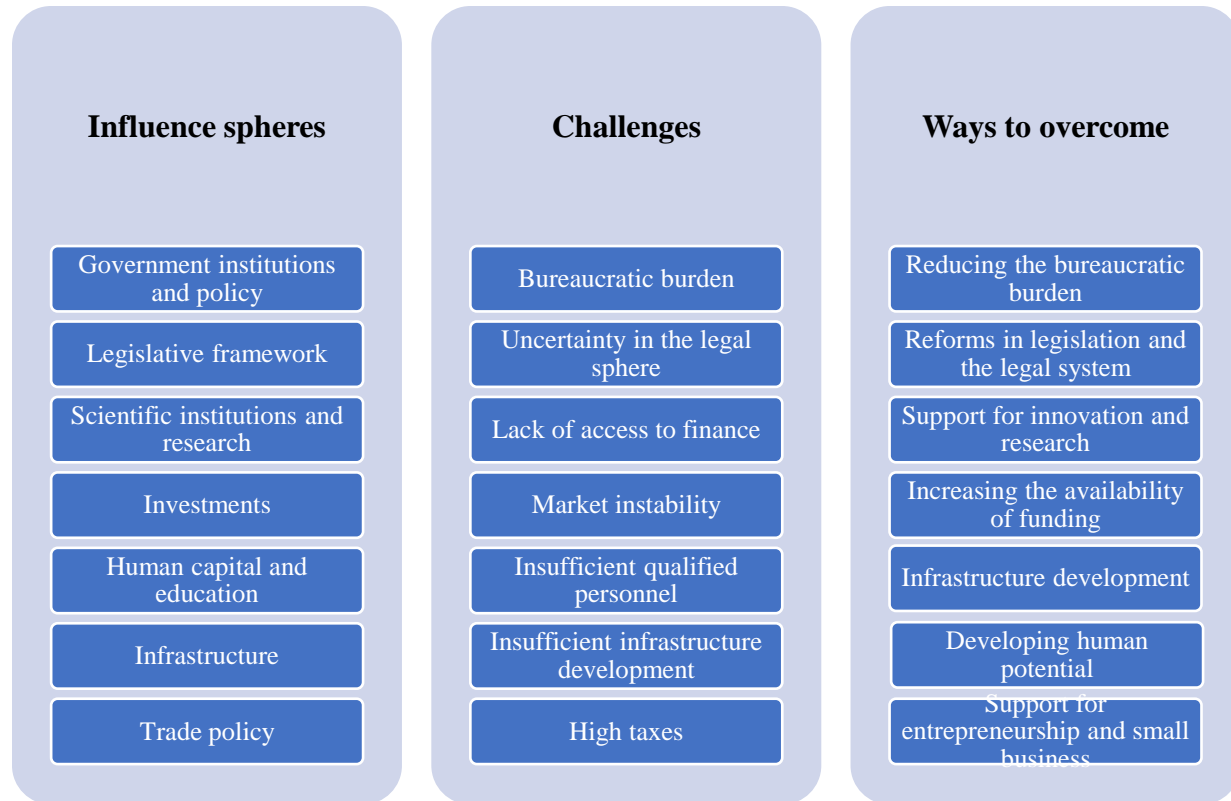 Influence spheres
Government institutions
and policy
Legislative framework
Scientific institutions and
research
Investments
Human capital and
education
Infrastructure
Trade policy
Challenges
Bureaucratic burden
Uncertainty in the legal
sphere
Lack of access to finance
Market instability
Insufficient qualified
personnel
Insufficient infrastructure
development
High taxes
Ways to overcome
Reducing the bureaucratic
burden
Reforms in legislation and
the legal system
Support for innovation and
research
Increasing the availability
of funding
Infrastructure development
Developing human
potential
Support for
entrepreneurship and small
business